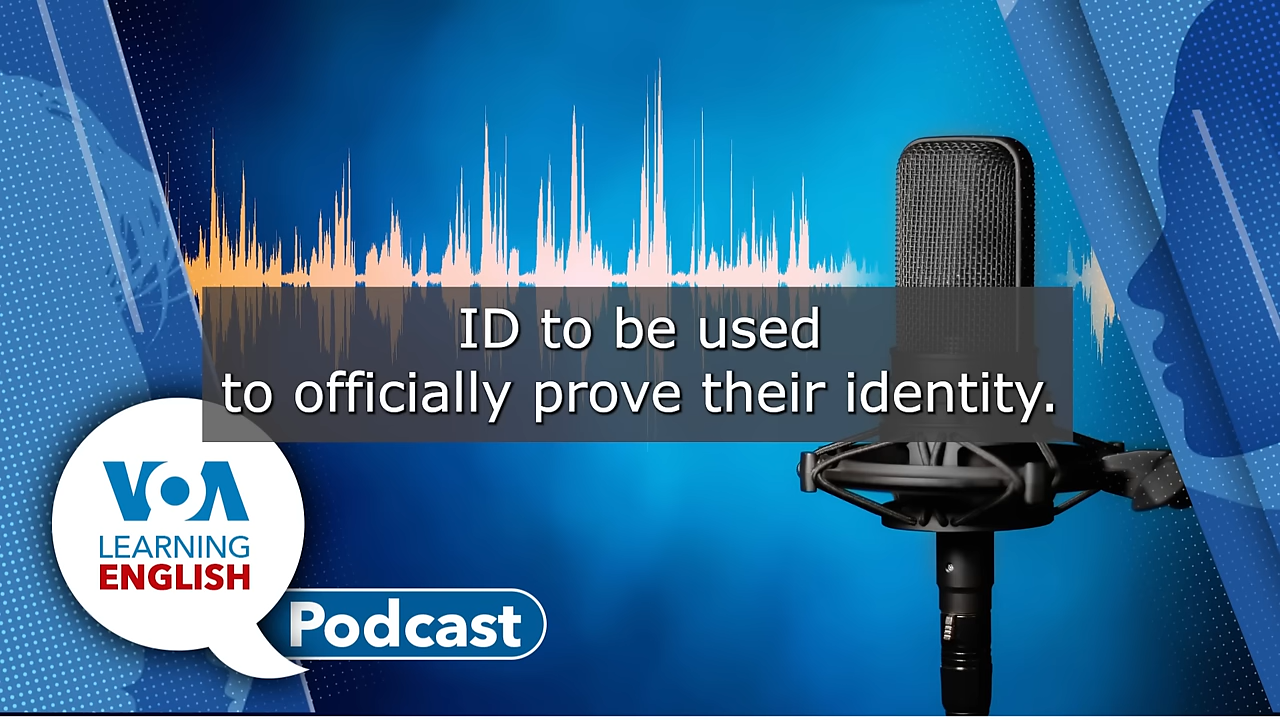 ID to be used
to officially prove their identity.
VOA
LEARNING
ENGLISH
Podcast